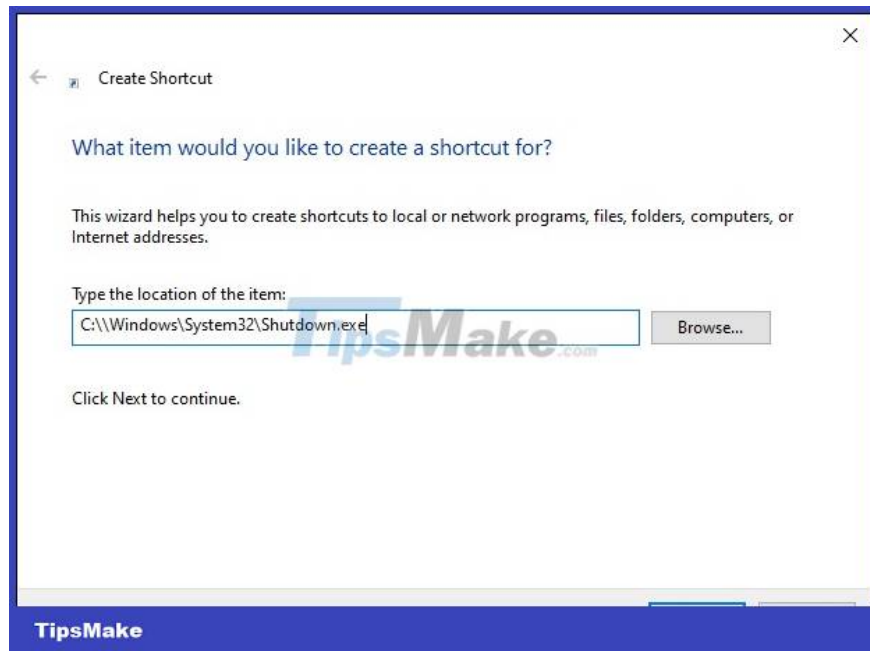 Create Shortcut
What item would you like to create a shortcut for?
This wizard helps you to create shortcuts to local or network programs, files, folders, computers, or
Internet addresses.
Type the location of the item:
C:\\Windows\System32\Shutdown.exe
Browse...
TipsMake.com
Click Next to continue.
TipsMake